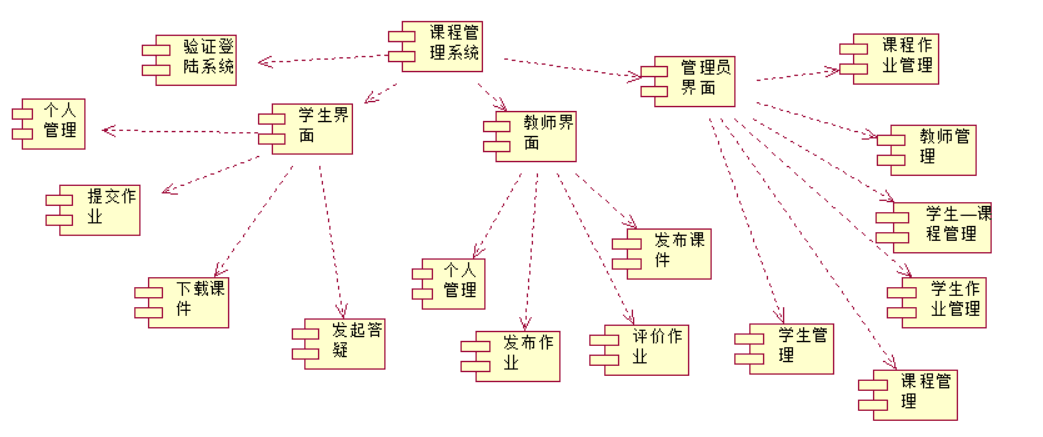 课程管
理系统
验证登
陆系统
课程作
业管理
管理员
界面
个人
管理
学生界
面
教师界
面
教师管
理
提交作
业
学生—课
程管理
发布课
件
个人
管理
下载课
件
学生作
业管理
发起答
疑
发布作
业
评价作
业
学生管
理
课程管
理